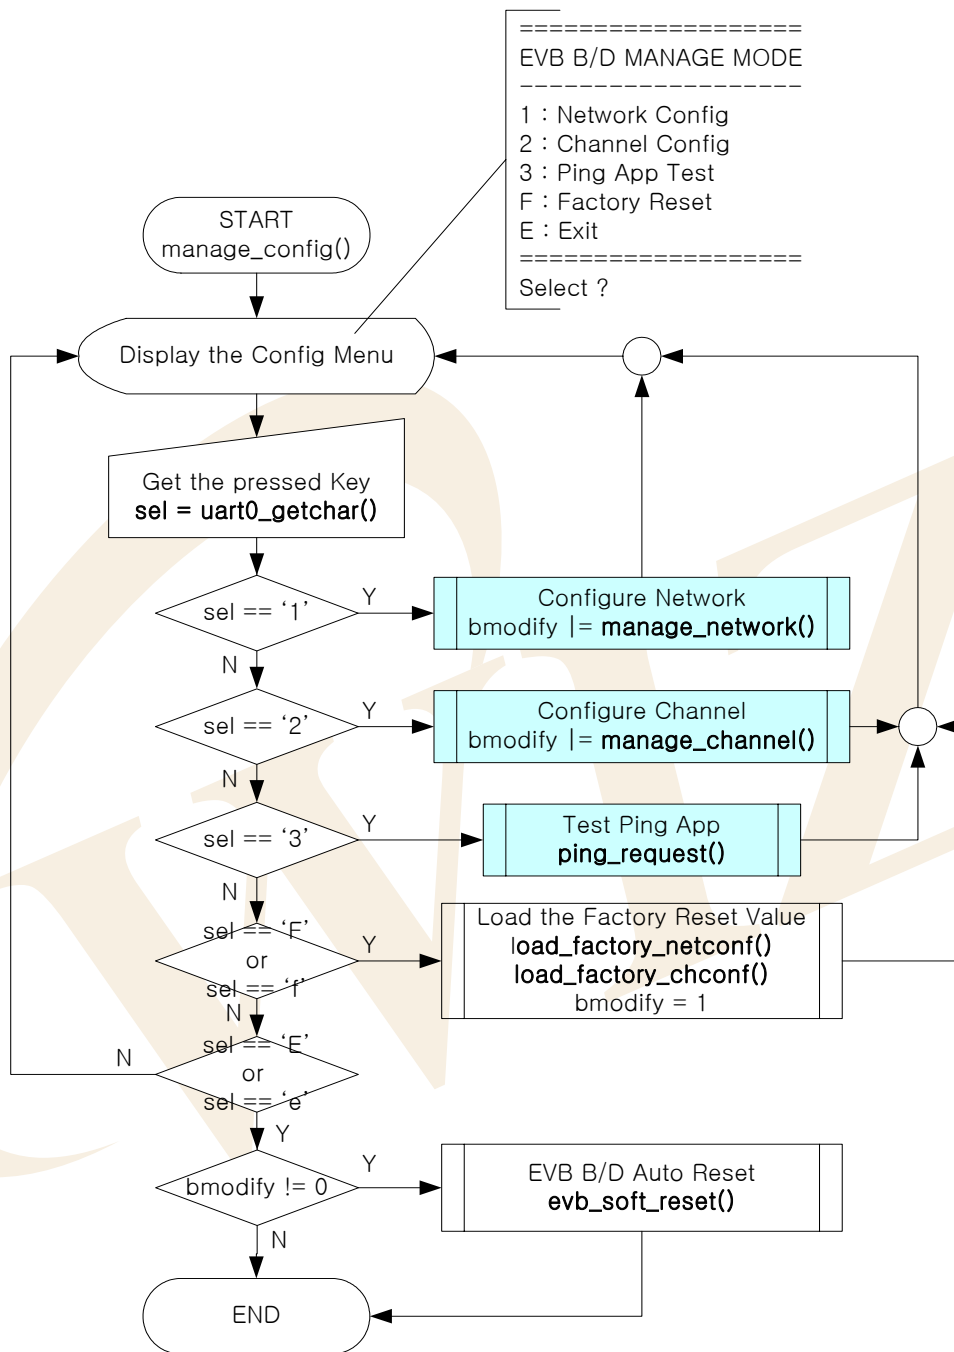 ===================
EVB B/D MANAGE MODE
-------------------
1 : Network Config
2 : Channel Config
3 : Ping App Test
F : Factory Reset
E : Exit
===================
Select ?
START
manage_config()
Display the Config Menu
Get the pressed Key
sel = uart0_getchar()
sel == ‘1’
Y
Configure Network
bmodify |= manage_network()
N
sel == ‘2’
Y
Configure Channel
bmodify |= manage_channel()
N
sel == ‘3’
Y
Test Ping App
ping_request()
N
sel == ‘F’
or
sel == ‘f’
Y
Load the Factory Reset Value
load_factory_netconf()
load_factory_chconf()
bmodify = 1
N
sel == ‘E’
or
sel == ‘e’
N
Y
bmodify != 0
Y
EVB B/D Auto Reset
evb_soft_reset()
N
END